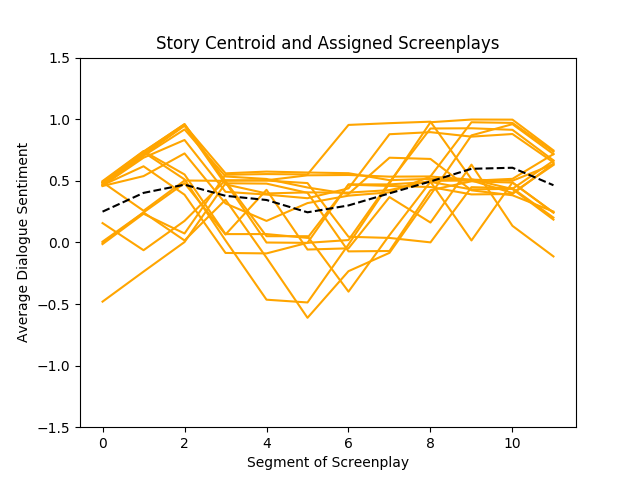 Story Centroid and Assigned Screenplays
1.5
1.0
0.5
0.0
−0.5
−1.0
−1.5
Average Dialogue Sentiment
0 2 4 6 8 10
Segment of Screenplay